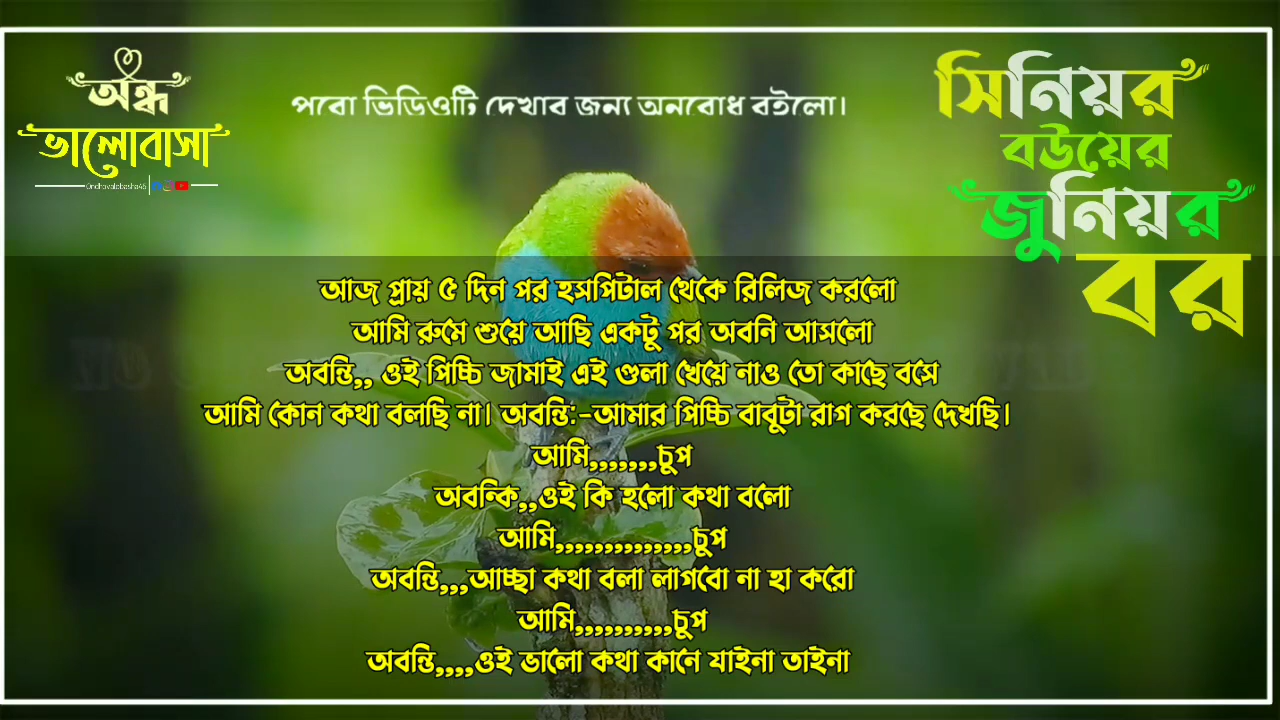 অন্ধ
ভালোবাসা
Ondhovalobasha46
পুরো ভিডিওটি দেখার জন্য অনুরোধ রইলো।
সিনিয়র
বউয়ের
জুনিয়র
বর
আজ প্রায় ৫ দিন পর হসপিটাল থেকে রিলিজ করলো
আমি রুমে শুয়ে আছি একটু পর অবনি আসলো
অবন্তি,, ওই পিচ্চি জামাই এই গুলা খেয়ে নাও তো কাছে বসে
আমি কোন কথা বলছি না। অবন্তি:-আমার পিচ্চি বাবুটা রাগ করছে দেখছি।
আমি,,,,,,,চুপ
অবন্কি,,ওই কি হলো কথা বলো
আমি,,,,,,,,,,,,,,চুপ
অবন্তি,,,আচ্ছা কথা বলা লাগবো না হা করো
আমি,,,,,,,,,,চুপ
অবন্তি,,,,ওই ভালো কথা কানে যাইনা তাইনা